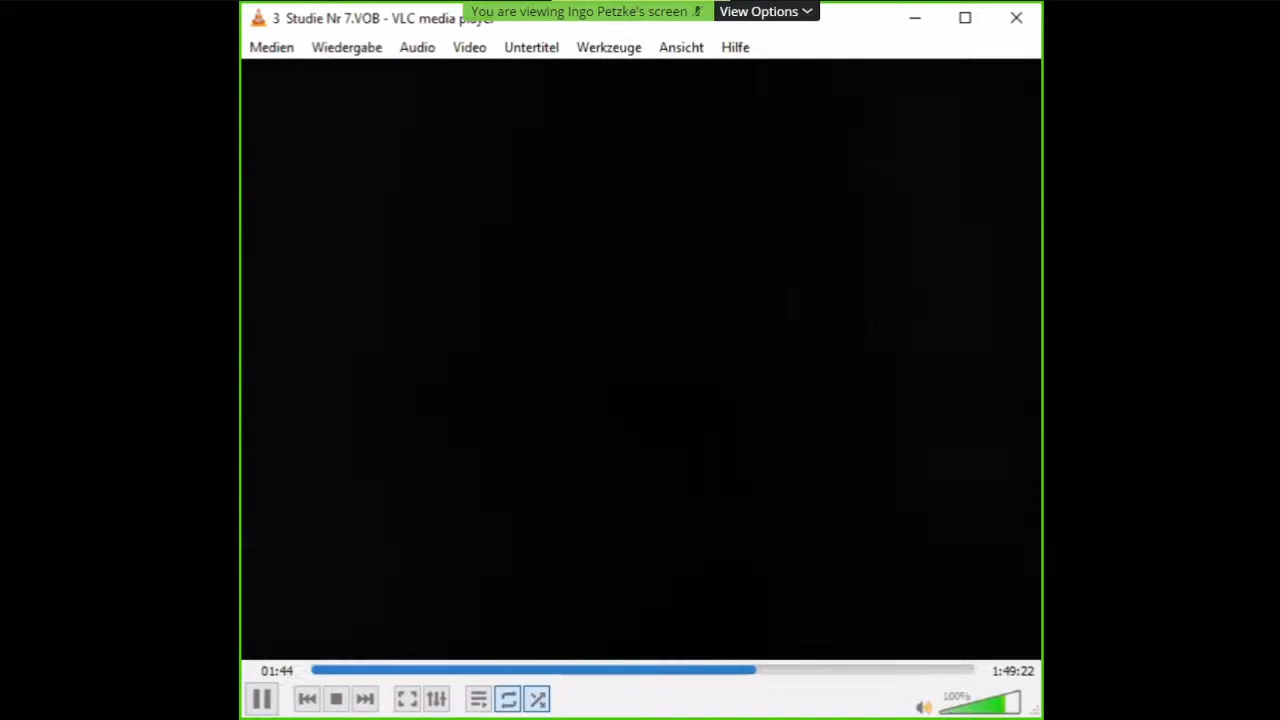 You are viewing Ingo Petzke's screen
View Options
3 Studie Nr 7.VOB - VLC media player
Medien Wiedergabe Audio Video Untertitel Werkzeuge Ansicht Hilfe
01:44
1:49:22
100%